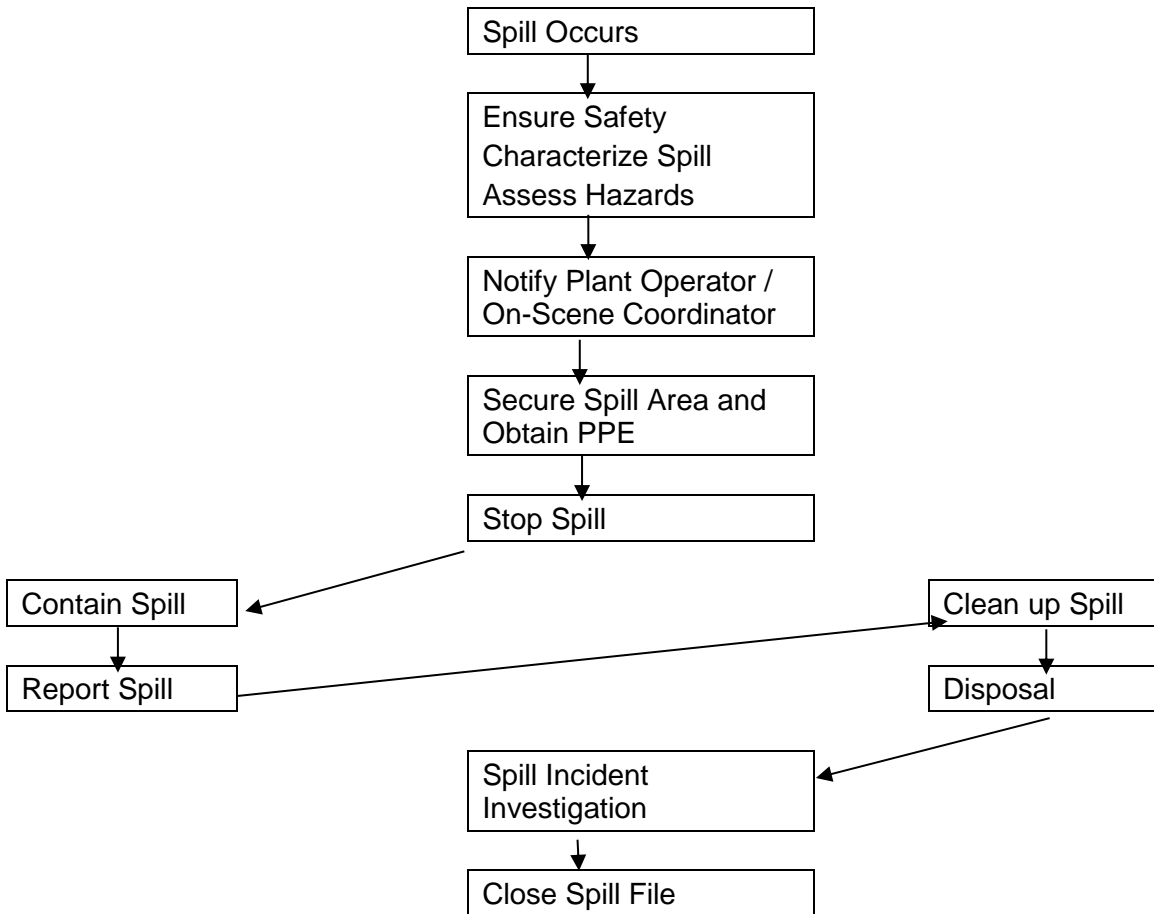 Spill Occurs
Ensure Safety
Characterize Spill
Assess Hazards
Notify Plant Operator /
On-Scene Coordinator
Secure Spill Area and
Obtain PPE
Stop Spill
Contain Spill
Report Spill
Clean up Spill
Disposal
Spill Incident
Investigation
Close Spill File